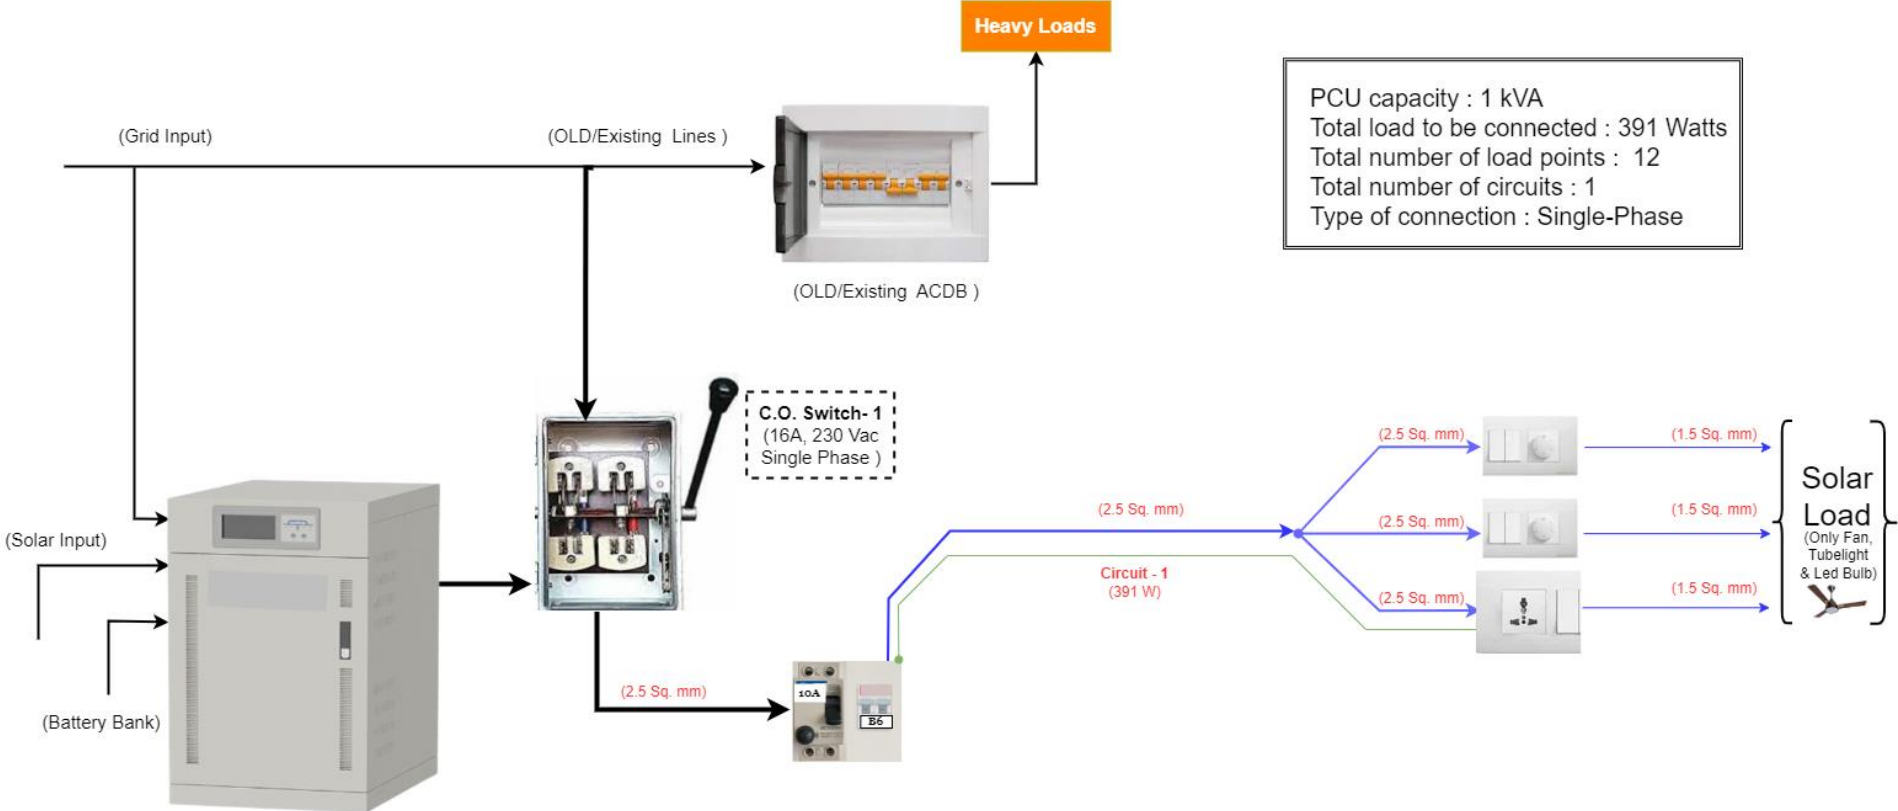 Heavy Loads
PCU capacity : 1 kVA
Total load to be connected : 391 Watts
Total number of load points : 12
Total number of circuits : 1
Type of connection : Single-Phase
(Grid Input)
(OLD/Existing Lines )
(OLD/Existing ACDB )
C.O. Switch- 1
(16A, 230 Vac
Single Phase )
(Solar Input)
(Battery Bank)
(2.5 Sq. mm)
10A
B6
(2.5 Sq. mm)
Circuit - 1
(391 W)
(2.5 Sq. mm)
(1.5 Sq. mm)
(2.5 Sq. mm)
(1.5 Sq. mm)
(2.5 Sq. mm)
(1.5 Sq. mm)
Solar
Load
(Only Fan,
Tubelight
& Led Bulb)